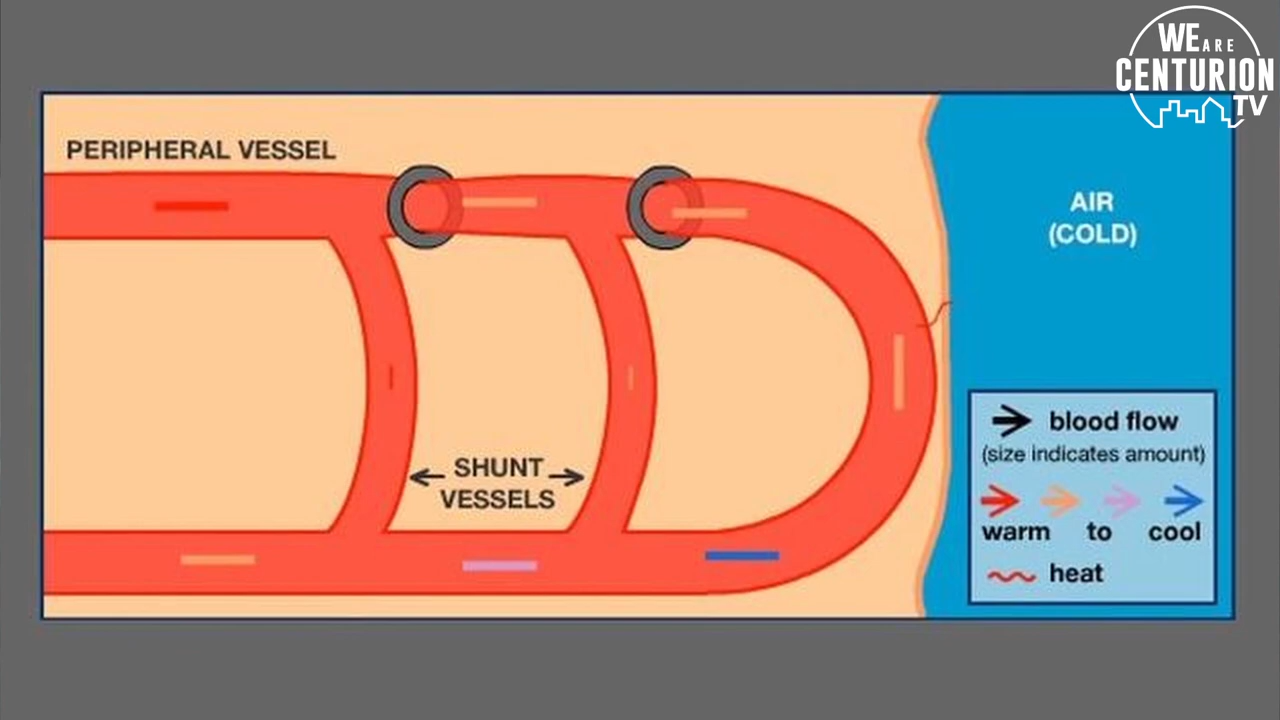 WE ARE
CENTURION
TV
PERIPHERAL VESSEL
AIR
(COLD)
SHUNT
VESSELS
blood flow
(size indicates amount)
warm to cool
heat